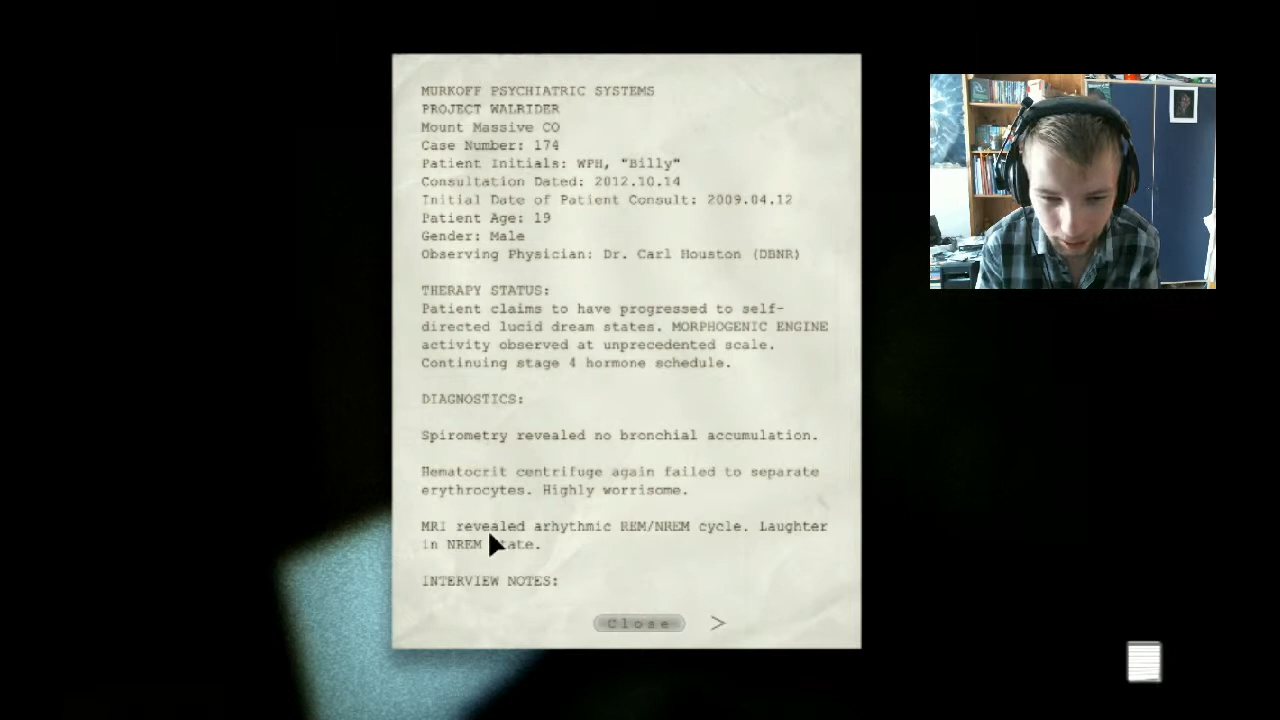 MURKOFF PSYCHIATRIC SYSTEMS
PROJECT WALRIDER
Mount Massive CO
Case Number: 174
Patient Initials: WPH, "Billy"
Consultation Dated: 2012.10.14
Initial Date of Patient Consult: 2009.04.12
Patient Age: 19
Gender: Male
Observing Physician: Dr. Carl Houston (DBNR)
THERAPY STATUS:
Patient claims to have progressed to self-
directed lucid dream states. MORPHOGENIC ENGINE
activity observed at unprecedented scale.
Continuing stage 4 hormone schedule.
DIAGNOSTICS:
Spirometry revealed no bronchial accumulation.
Hematocrit centrifuge again failed to separate
erythrocytes. Highly worrisome.
MRI revealed arhythmic REM/NREM cycle. Laughter
in NREM state.
INTERVIEW NOTES:
Close >